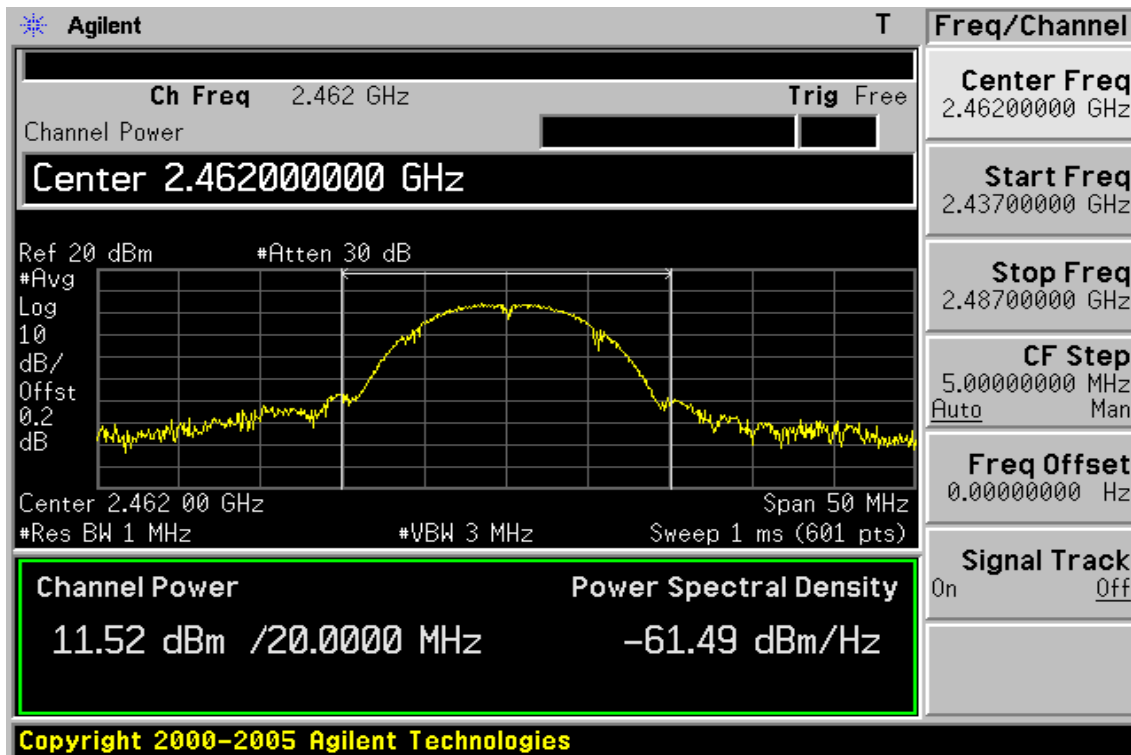 Agilent T
Freq/Channel
Ch Freq 2.462 GHz Trig Free
Channel Power
Center 2.462000000 GHz
Ref 20 dBm #Atten 30 dB
#Avg
Log
10
dB/
Offst
0.2
dB
Center 2.462 00 GHz Span 50 MHz
#Res BW 1 MHz #VBW 3 MHz Sweep 1 ms (601 pts)
Channel Power Power Spectral Density
11.52 dBm /20.0000 MHz -61.49 dBm/Hz
Center Freq
2.46200000 GHz
Start Freq
2.43700000 GHz
Stop Freq
2.48700000 GHz
CF Step
5.00000000 MHz
Auto Man
Freq Offset
0.00000000 Hz
Signal Track
On Off
Copyright 2000-2005 Agilent Technologies